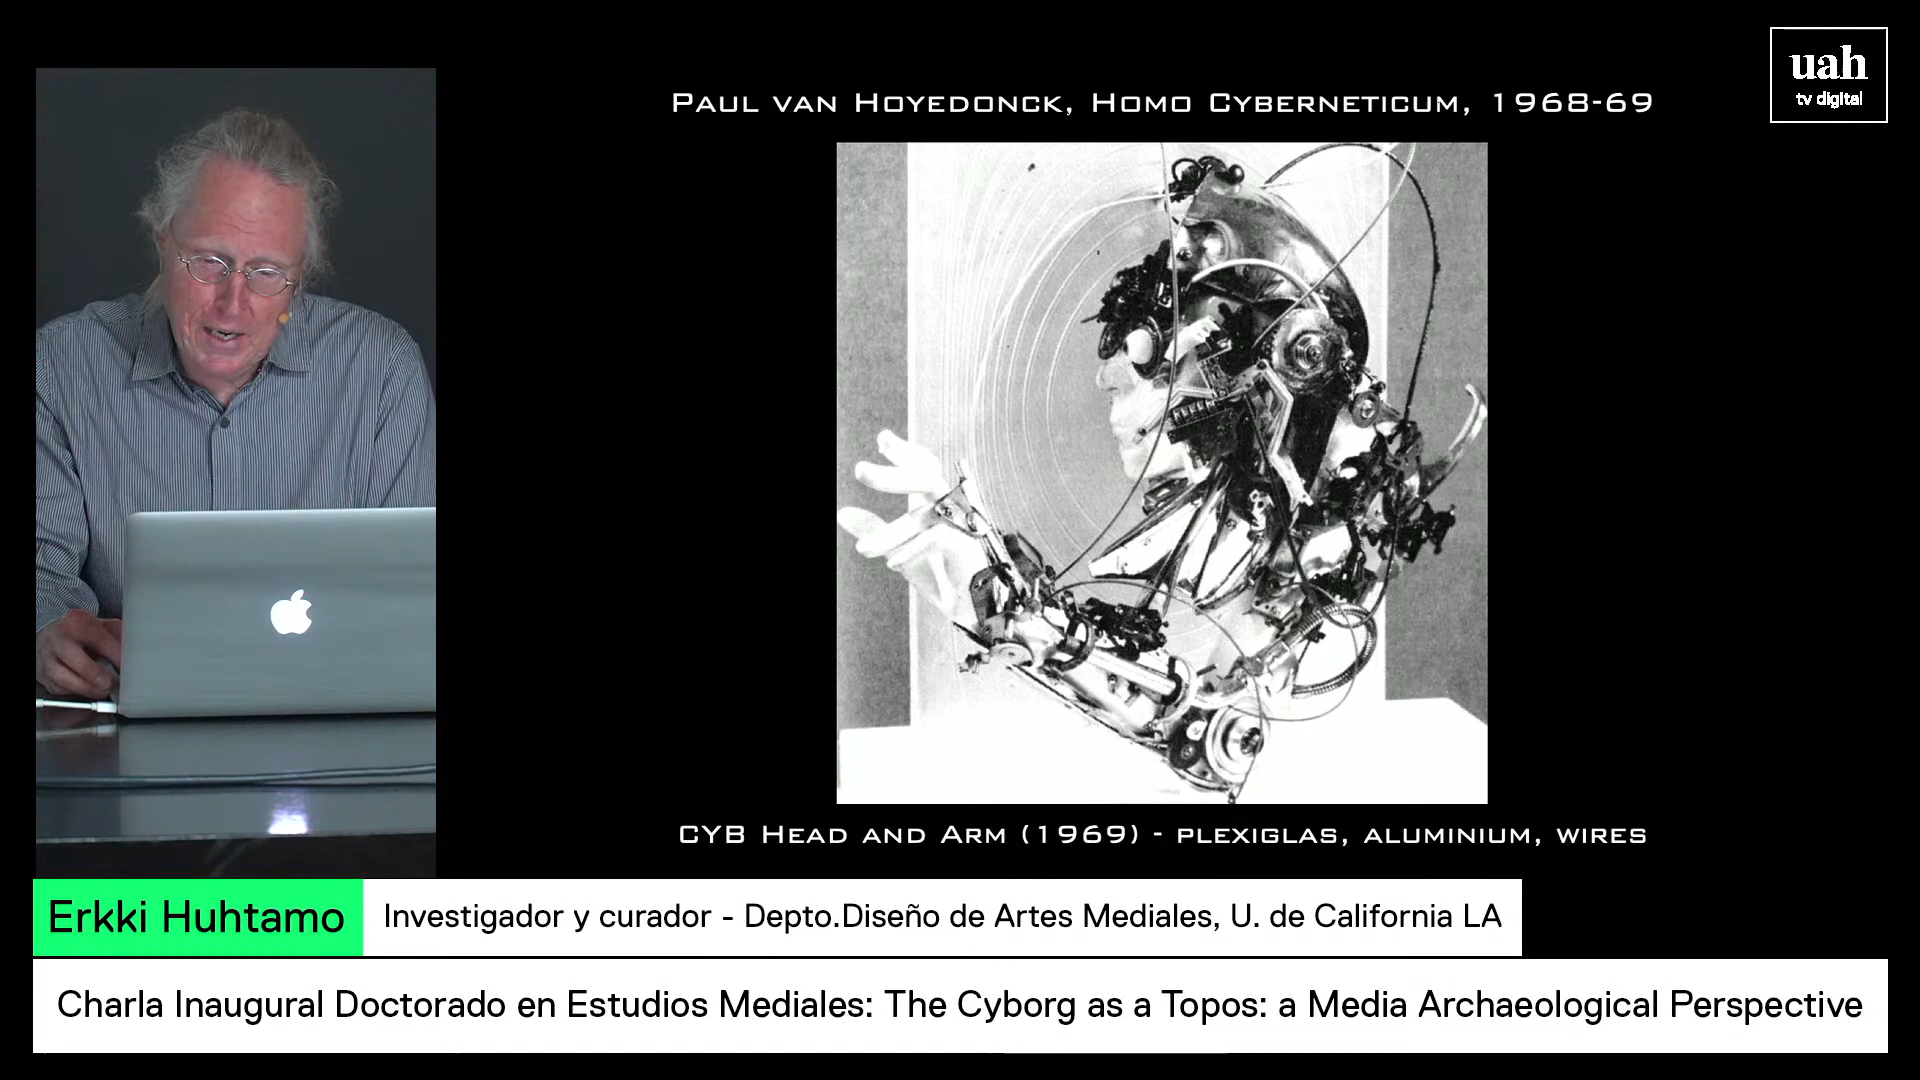 uah
tv digital
PAUL VAN HOYEDONCK, HOMO CYBERNETICUM, 1968-69
CYB HEAD AND ARM (1969) - PLEXIGLAS, ALUMINIUM, WIRES
Erkki Huhtamo
Investigador y curador - Depto.Diseño de Artes Mediales, U. de California LA
Charla Inaugural Doctorado en Estudios Mediales: The Cyborg as a Topos: a Media Archaeological Perspective